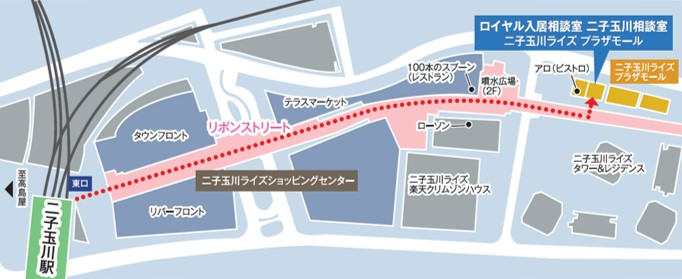 ロイヤル入居相談室 二子玉川相談室
二子玉川ライズ プラザモール
100本のスプーン
(レストラン)
噴水広場
(2F)
アロ(ビストロ)
二子玉川ライズ
プラザモール
テラスマーケット
リボンストリート
タウンフロント
ローソン
二子玉川ライズ
タワー&レジデンス
至高島屋
東口
二子玉川ライズショッピングセンター
二子玉川ライズ
楽天クリムゾンハウス
リバーフロント
二子玉川駅